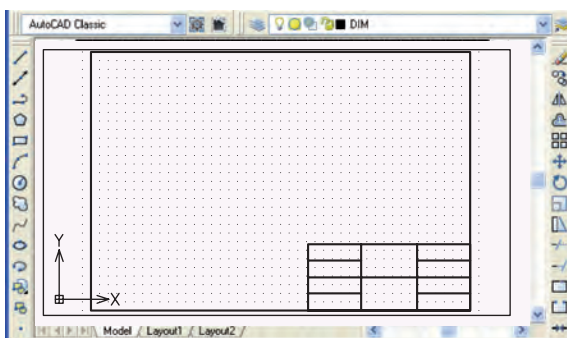 AutoCAD Classic
DIM
Y
X
Model / Layout1 / Layout2 /